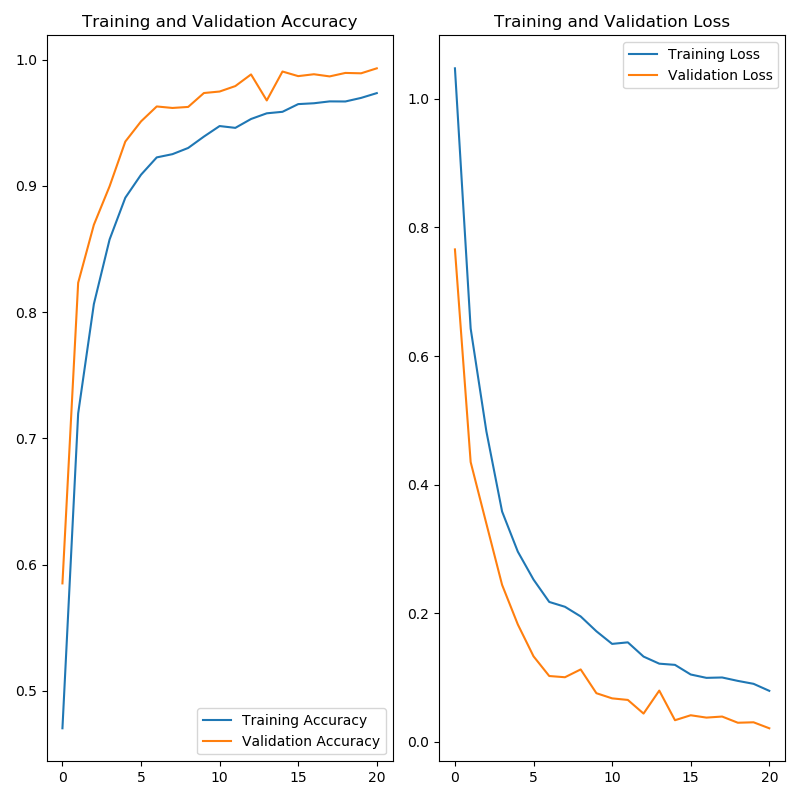 Training and Validation Accuracy
1.0
0.9
0.8
0.7
0.6
0.5
Training Accuracy
Validation Accuracy
0 5 10 15 20
Training and Validation Loss
Training Loss
Validation Loss
1.0
0.8
0.6
0.4
0.2
0.0
0 5 10 15 20